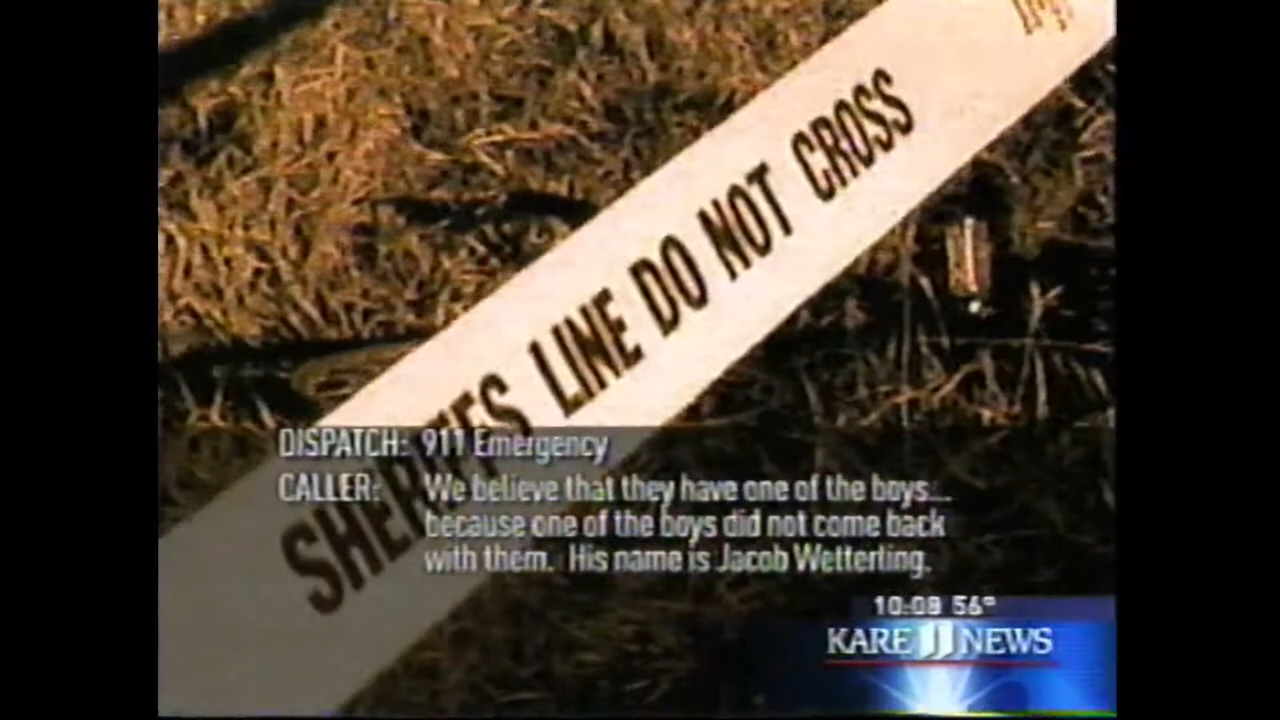 SHERIFFS LINE DO NOT CROSS
DISPATCH: 911 Emergency
CALLER: We believe that they have one of the boys...
because one of the boys did not come back
with them. His name is Jacob Wetterling.
10:08 56°
KARE 11 NEWS